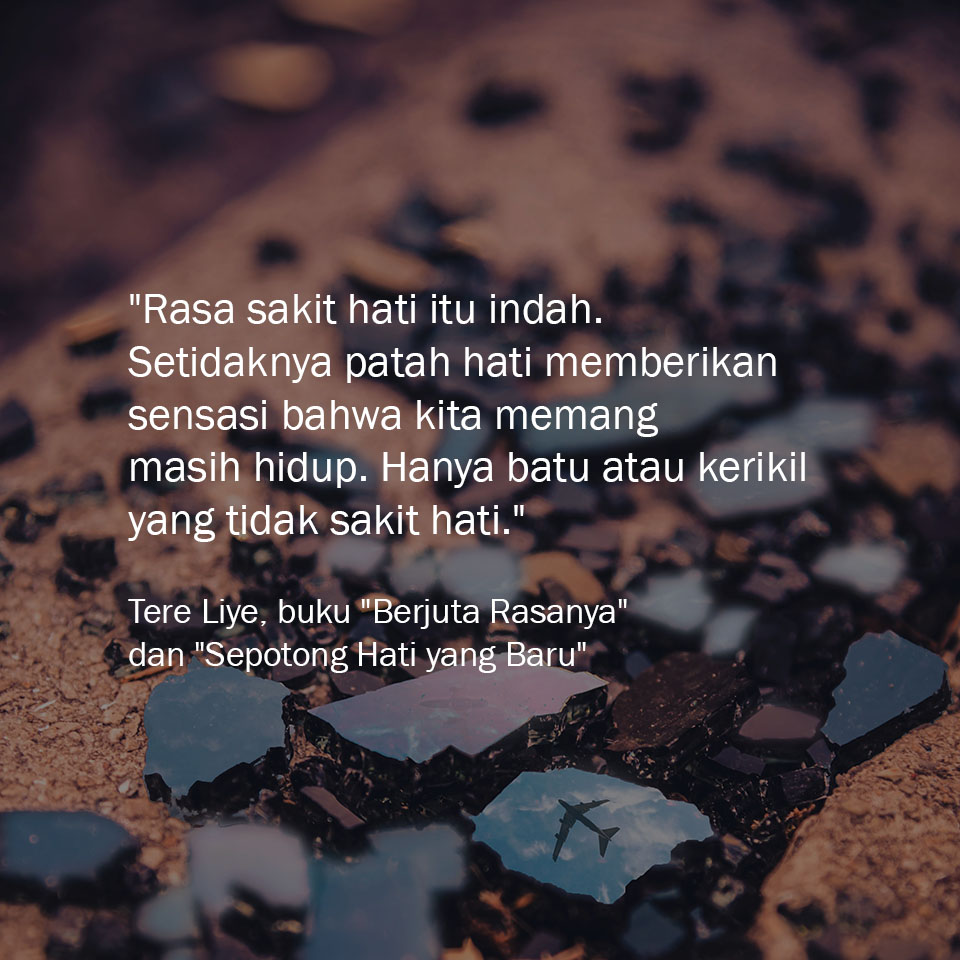 "Rasa sakit hati itu indah.
Setidaknya patah hati memberikan
sensasi bahwa kita memang
masih hidup. Hanya batu atau kerikil
yang tidak sakit hati."
Tere Liye, buku "Berjuta Rasanya"
dan "Sepotong Hati yang Baru"